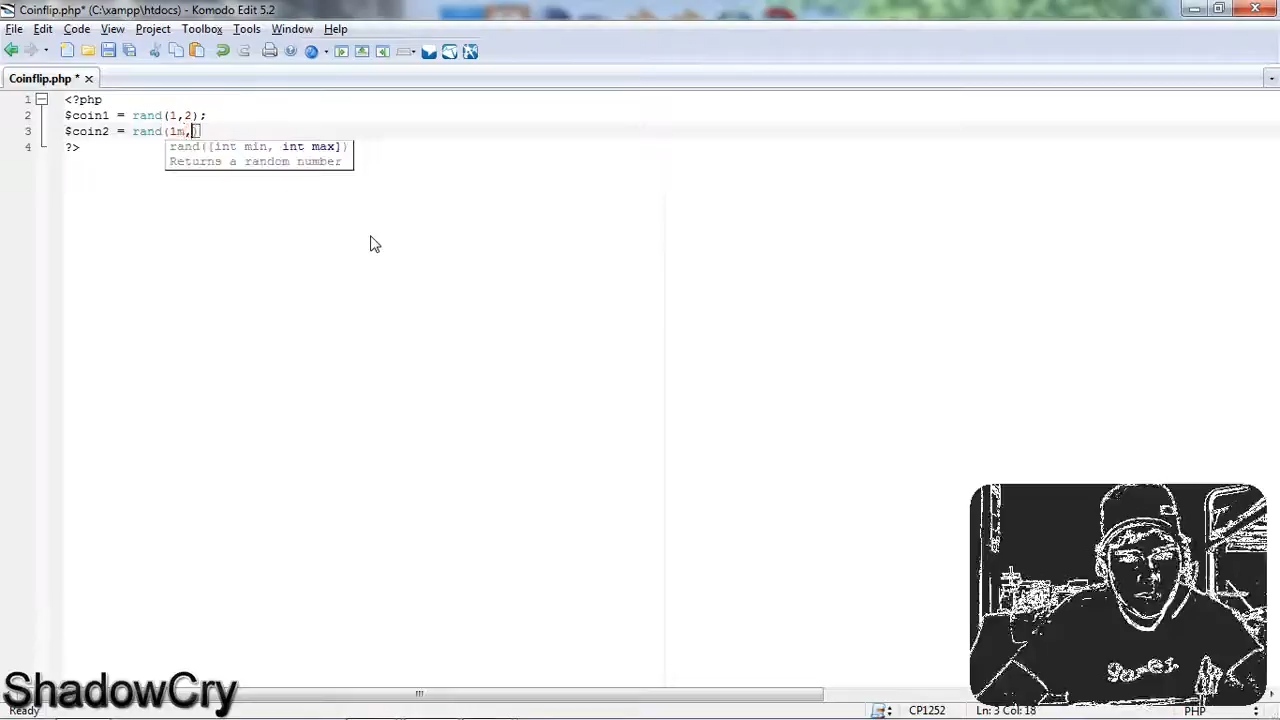 Coinflip.php* (C:\xampp\htdocs) - Komodo Edit 5.2
File Edit Code View Project Toolbox Tools Window Help
Coinflip.php *
1 <?php
2 $coin1 = rand(1,2);
3 $coin2 = rand(1m,)
4 ?>
rand([int min, int max])
Returns a random number
ShadowCry
Ready CP1252 Ln: 3 Col: 18 PHP